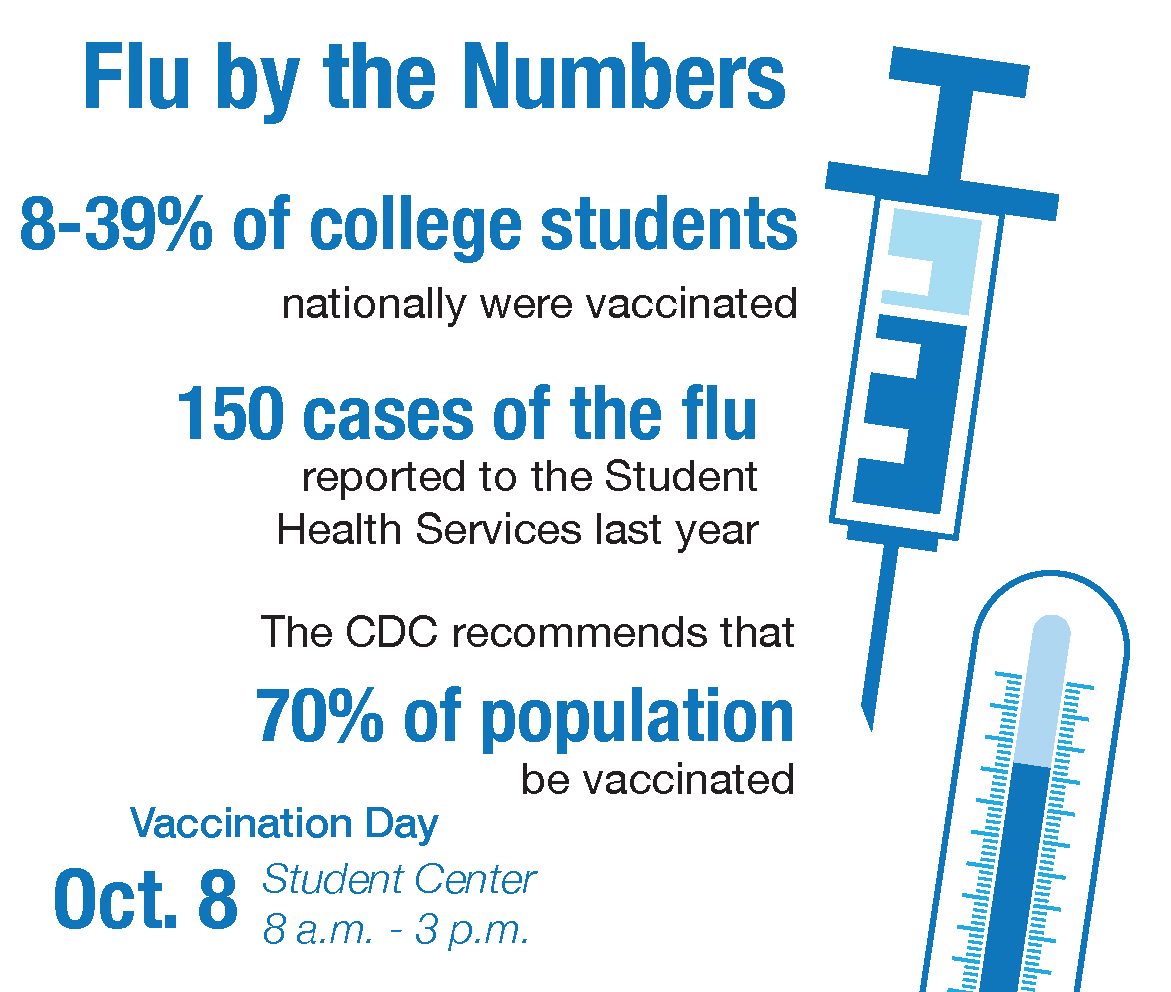 Flu by the Numbers
8-39% of college students
nationally were vaccinated
150 cases of the flu
reported to the Student
Health Services last year
The CDC recommends that
70% of population
be vaccinated
Vaccination Day
Oct. 8
Student Center
8 a.m. - 3 p.m.